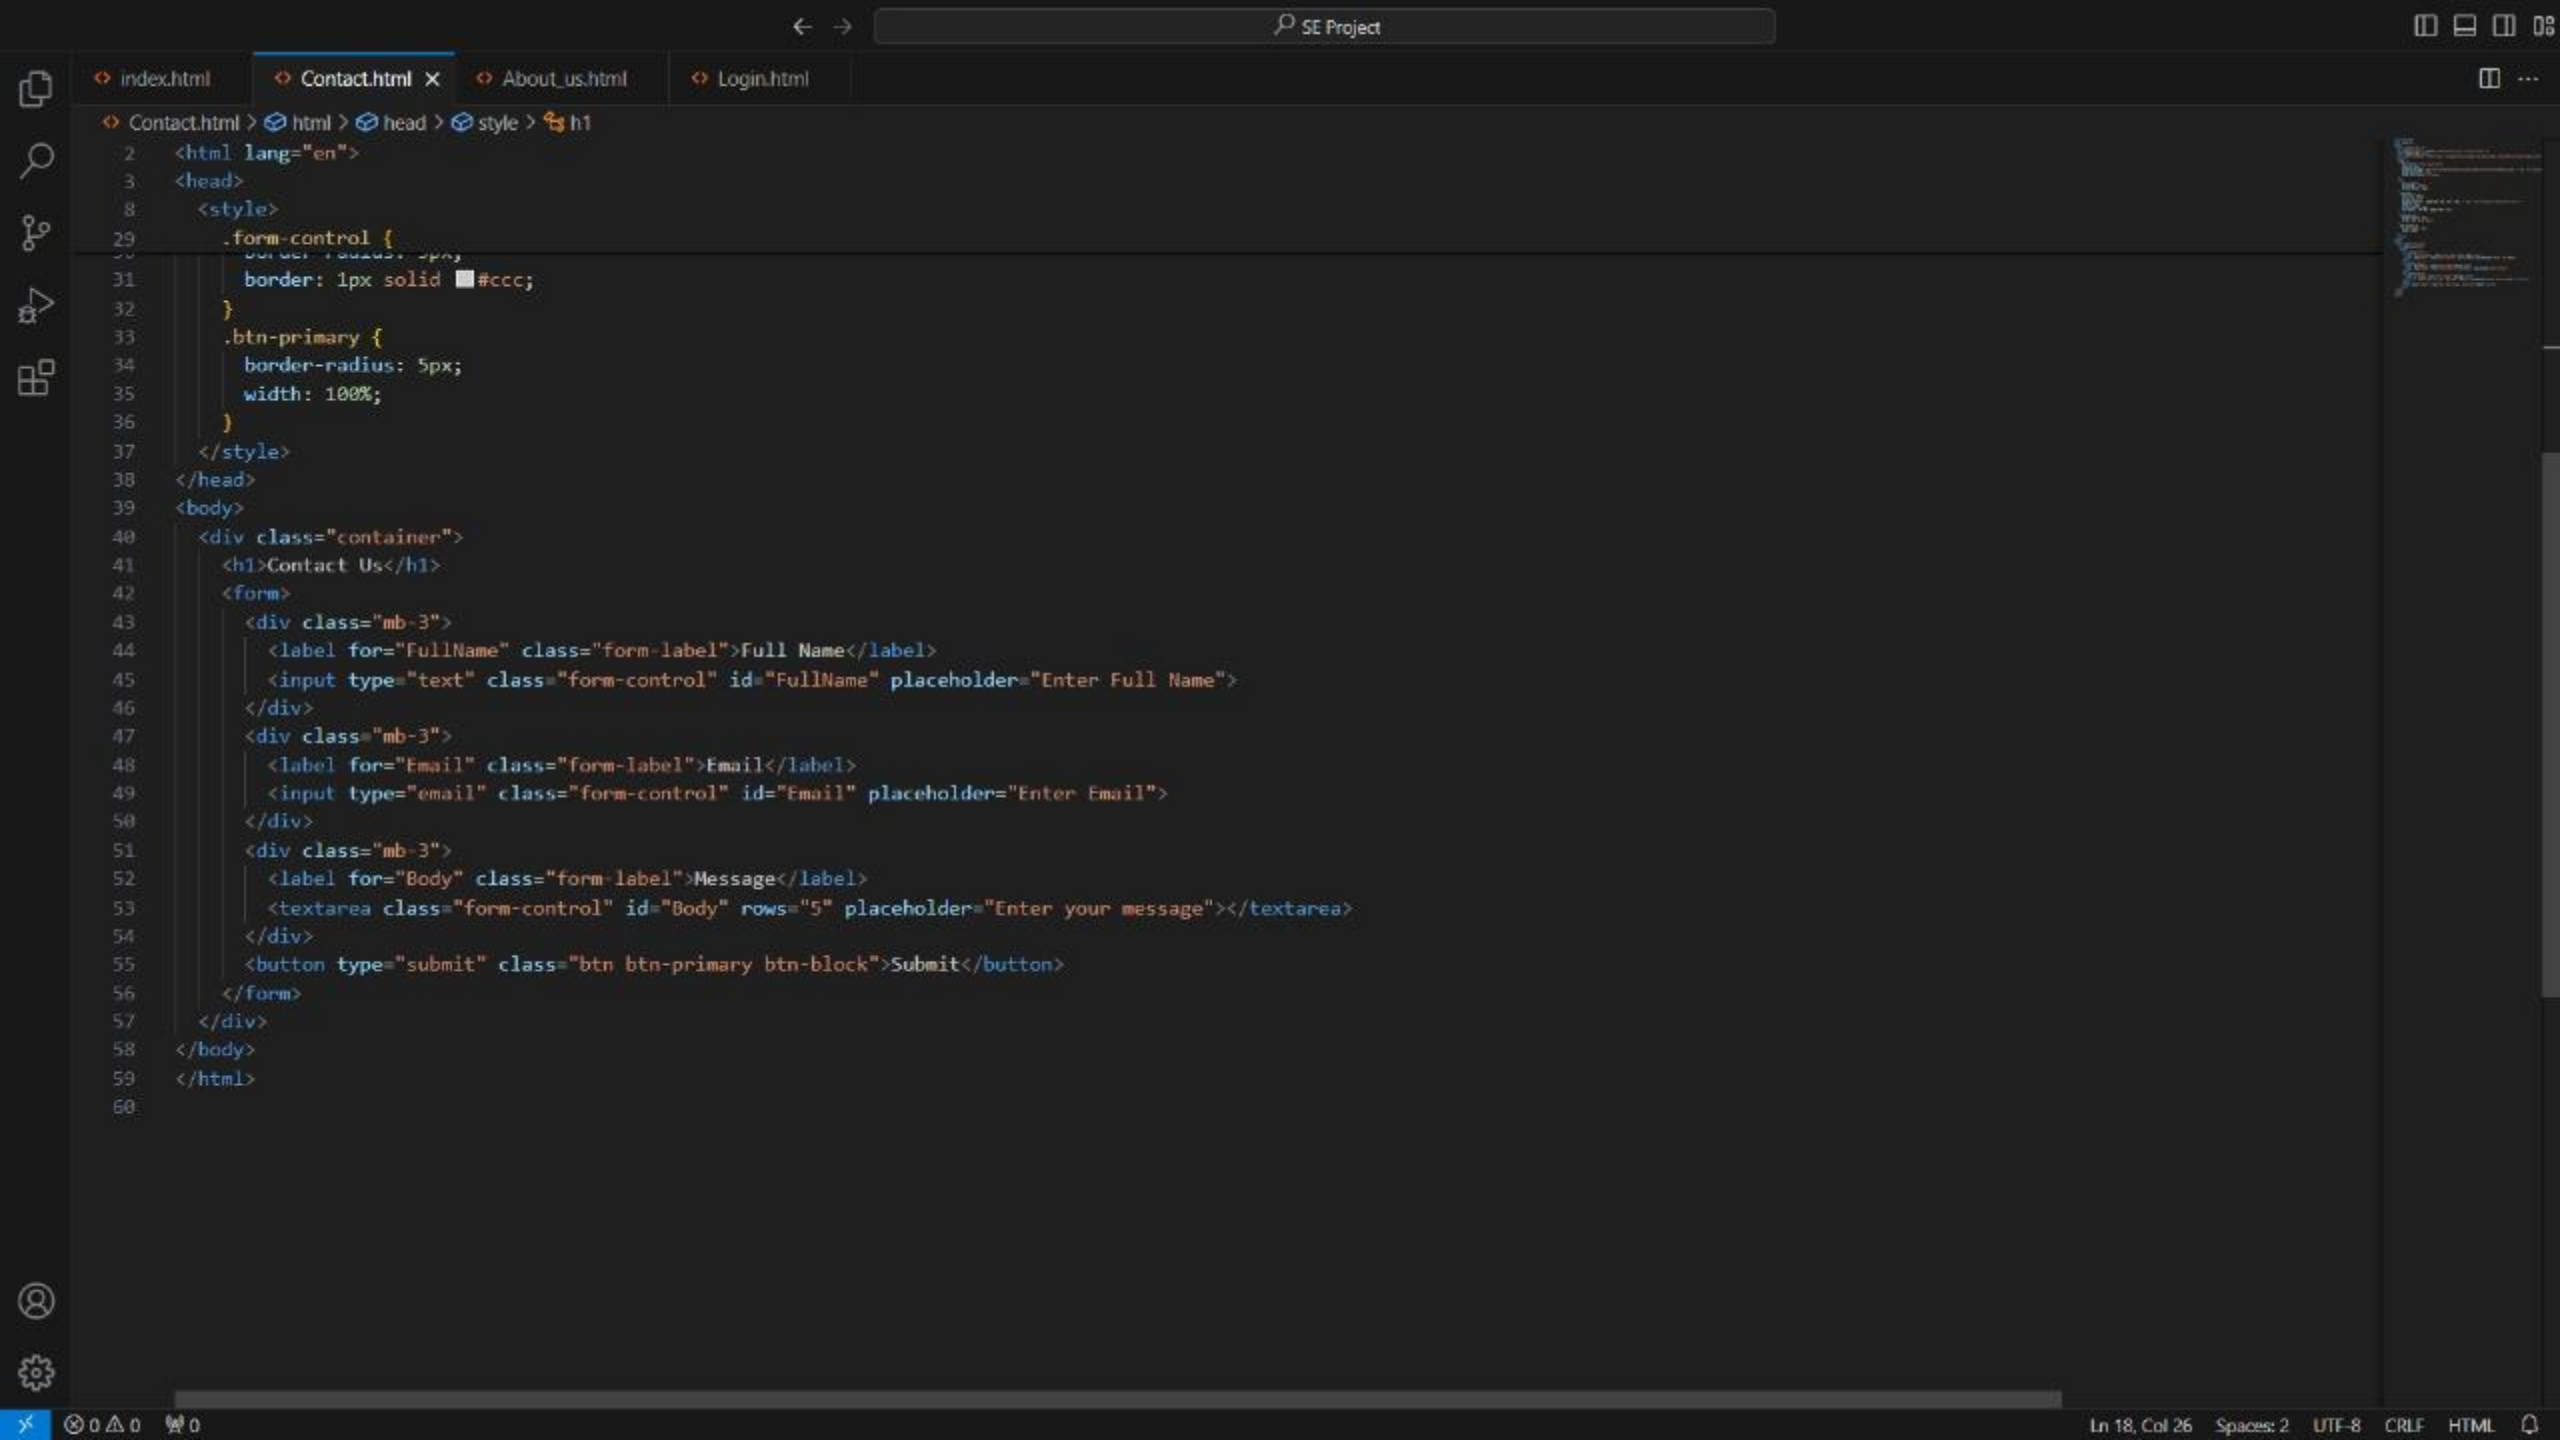 SE Project
index.html
Contact.html
About_us.html
Login.html
Contact.html > html > head > style > h1
2 <html lang="en">
3 <head>
8 <style>
29 .form-control {
border-radius: 5px;
31 border: 1px solid #ccc;
32 }
33 .btn-primary {
34 border-radius: 5px;
35 width: 100%;
36 }
37 </style>
38 </head>
39 <body>
40 <div class="container">
41 <h1>Contact Us</h1>
42 <form>
43 <div class="mb-3">
44 <label for="FullName" class="form-label">Full Name</label>
45 <input type="text" class="form-control" id="FullName" placeholder="Enter Full Name">
46 </div>
47 <div class="mb-3">
48 <label for="Email" class="form-label">Email</label>
49 <input type="email" class="form-control" id="Email" placeholder="Enter Email">
50 </div>
51 <div class="mb-3">
52 <label for="Body" class="form-label">Message</label>
53 <textarea class="form-control" id="Body" rows="5" placeholder="Enter your message"></textarea>
54 </div>
55 <button type="submit" class="btn btn-primary btn-block">Submit</button>
56 </form>
57 </div>
58 </body>
59 </html>
60
0 0 0 Ln 18, Col 26 Spaces: 2 UTF-8 CRLF HTML